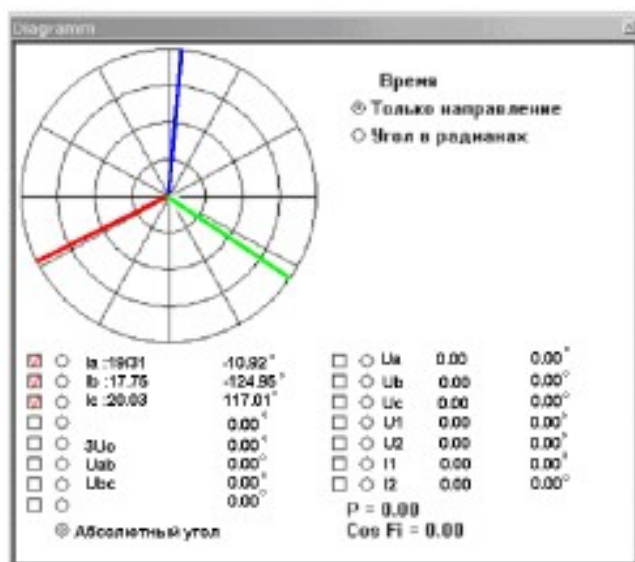 Diagramm
Время
Только направление
Угол в радианах
Ia :19.31 -10.92°
Ib :17.75 -124.95°
Ic :20.03 117.01°
0.00°
3Uo 0.00°
Uab 0.00°
Ubc 0.00°
0.00°
Абсолютный угол
Ua 0.00 0.00°
Ub 0.00 0.00°
Uc 0.00 0.00°
U1 0.00 0.00°
U2 0.00 0.00°
I1 0.00 0.00°
I2 0.00 0.00°
P = 0.00
Cos Fi = 0.00